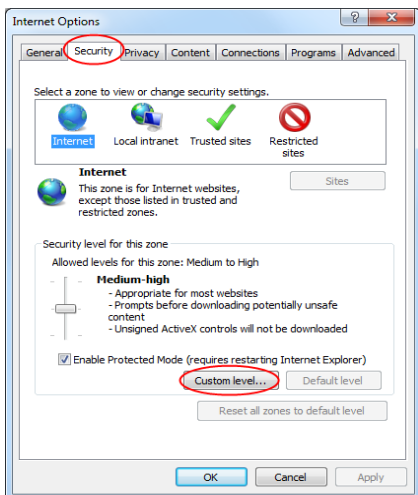 Internet Options
General Security Privacy Content Connections Programs Advanced
Select a zone to view or change security settings.
Internet Local intranet Trusted sites Restricted
sites
Internet
Sites
This zone is for Internet websites,
except those listed in trusted and
restricted zones.
Security level for this zone
Allowed levels for this zone: Medium to High
Medium-high
- Appropriate for most websites
- Prompts before downloading potentially unsafe
content
- Unsigned ActiveX controls will not be downloaded
Enable Protected Mode (requires restarting Internet Explorer)
Custom level... Default level
Reset all zones to default level
OK Cancel Apply